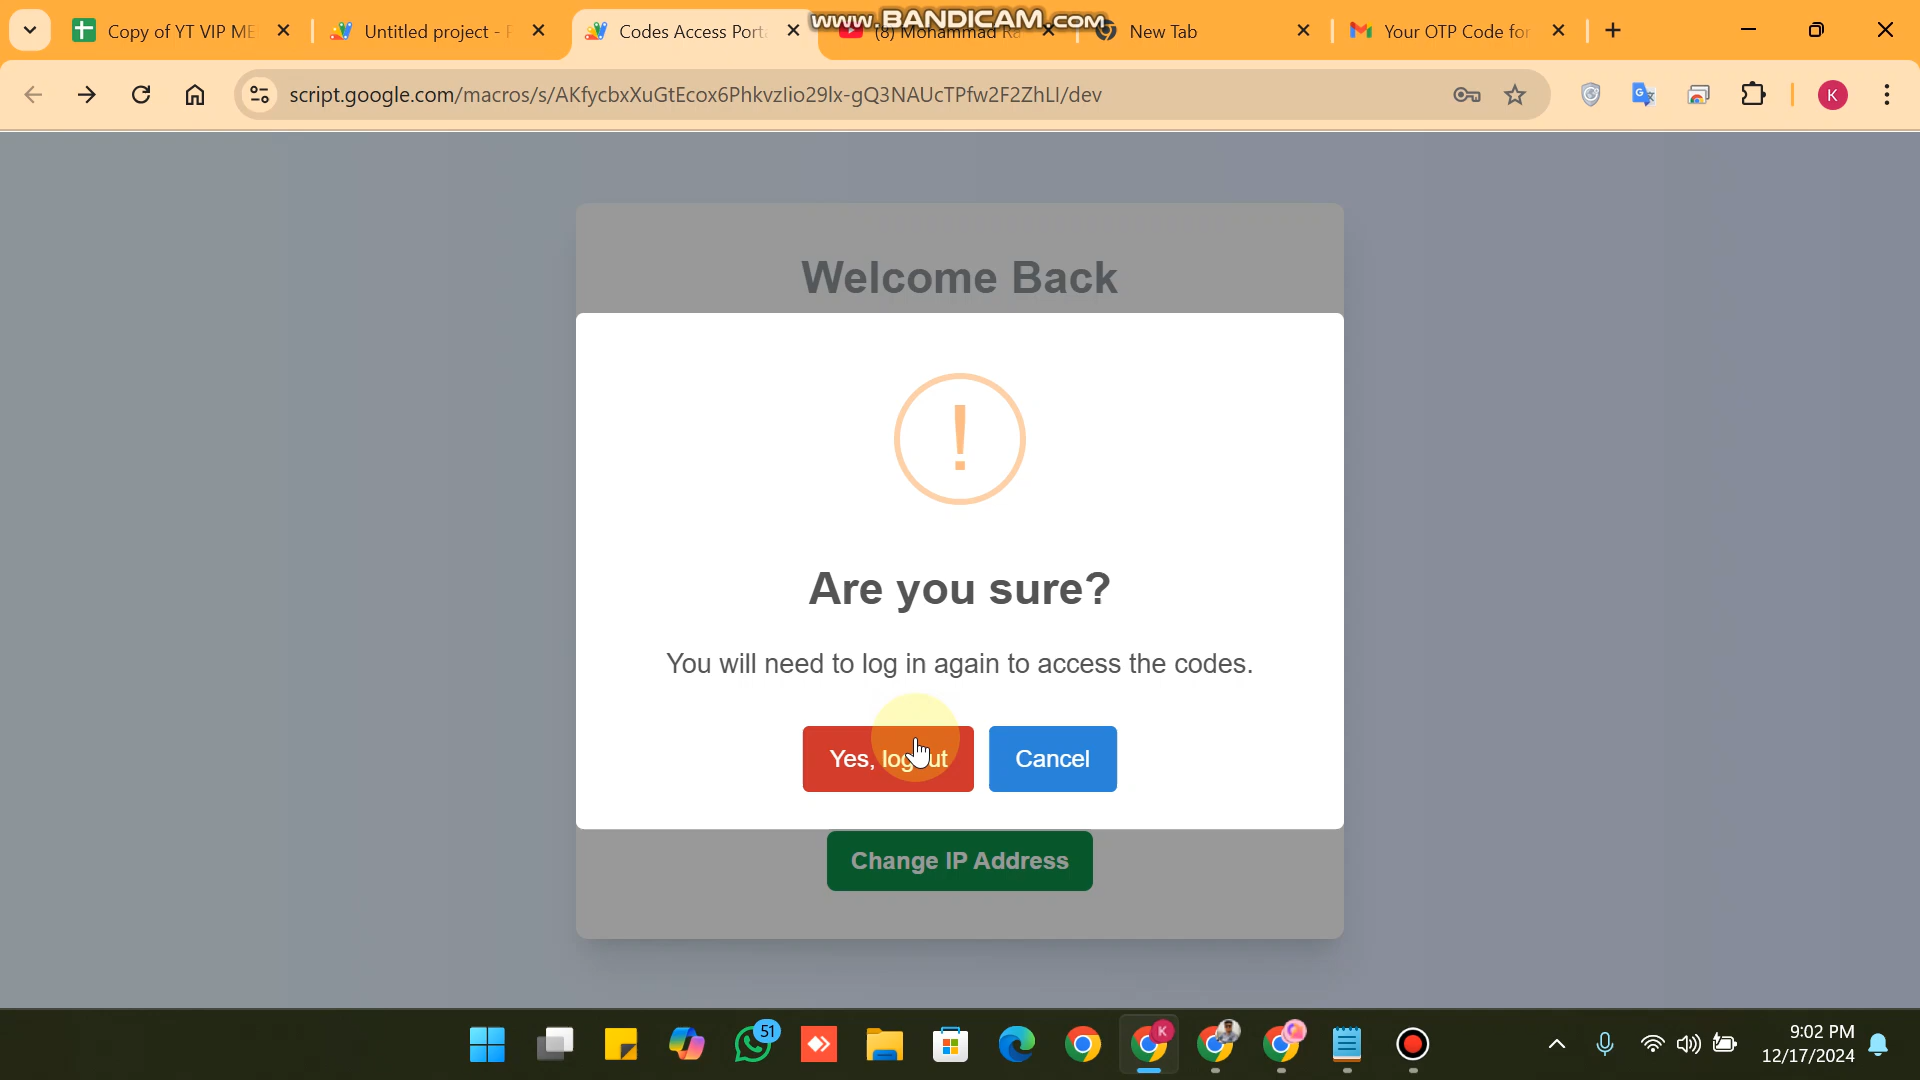 www.BANDICAM.com
Copy of YT VIP ME
Untitled project -
Codes Access Port
(8) Mohammad Ra
New Tab
Your OTP Code for
script.google.com/macros/s/AKfycbxXuGtEcox6Phkvzlio29lx-gQ3NAUcTPfw2F2ZhLI/dev
K
Welcome Back
!
Are you sure?
You will need to log in again to access the codes.
Yes, logout
Cancel
Change IP Address
51
K
9:02 PM
12/17/2024